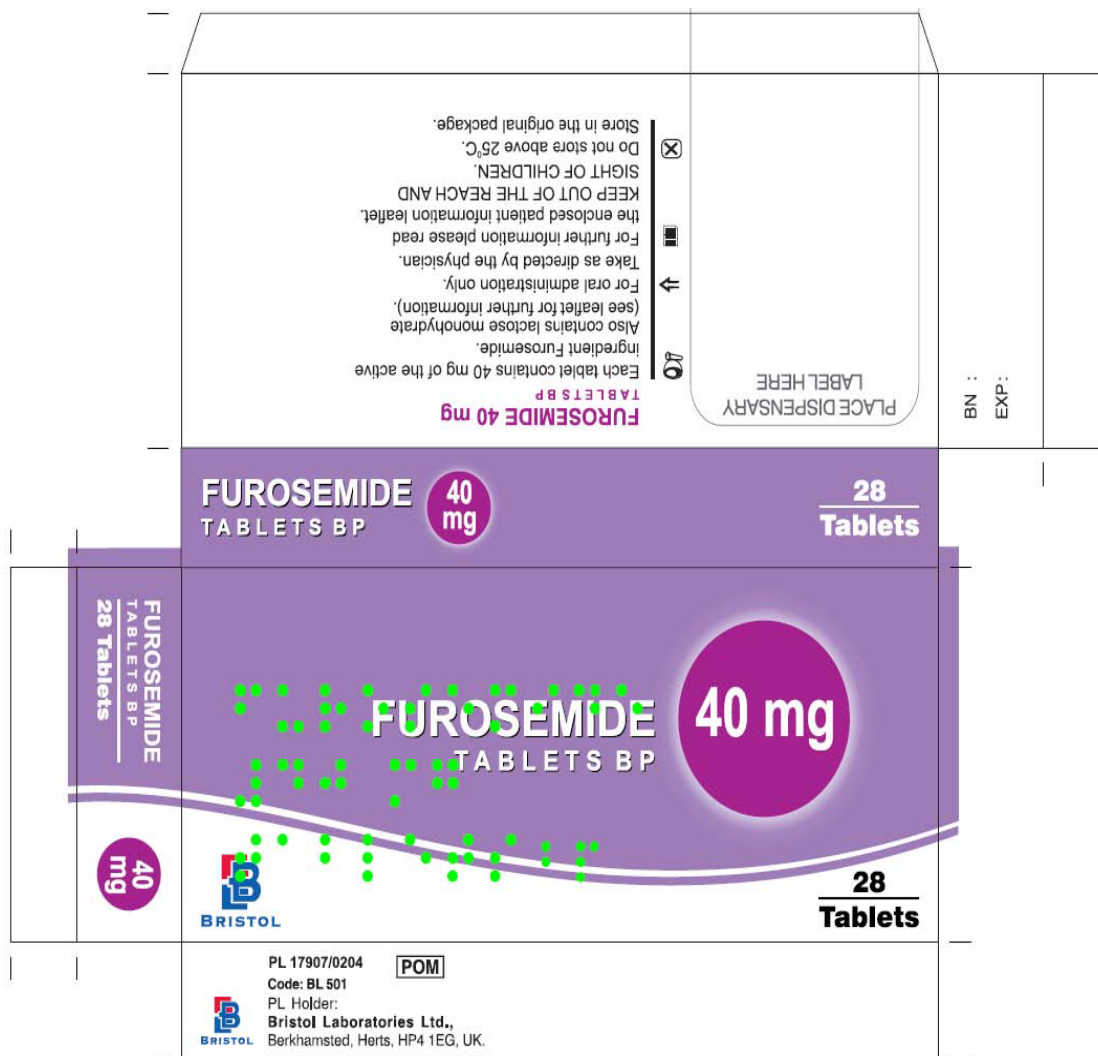 FUROSEMIDE 40 mg
TABLETS BP
Each tablet contains 40 mg of the active
ingredient Furosemide.
Also contains lactose monohydrate
(see leaflet for further information).
For oral administration only.
Take as directed by the physician.
For further information please read
the enclosed patient information leaflet.
KEEP OUT OF THE REACH AND
SIGHT OF CHILDREN.
Do not store above 25⁰C.
Store in the original package.
PLACE DISPENSARY
LABEL HERE
BN :
EXP:
FUROSEMIDE
TABLETS BP
40
mg
28
Tablets
FUROSEMIDE
TABLETS BP
28 Tablets
40
mg
FUROSEMIDE
TABLETS BP
40 mg
BRISTOL
28
Tablets
PL 17907/0204
POM
Code: BL 501
PL Holder:
Bristol Laboratories Ltd.,
Berkhamsted, Herts, HP4 1EG, UK.
BRISTOL